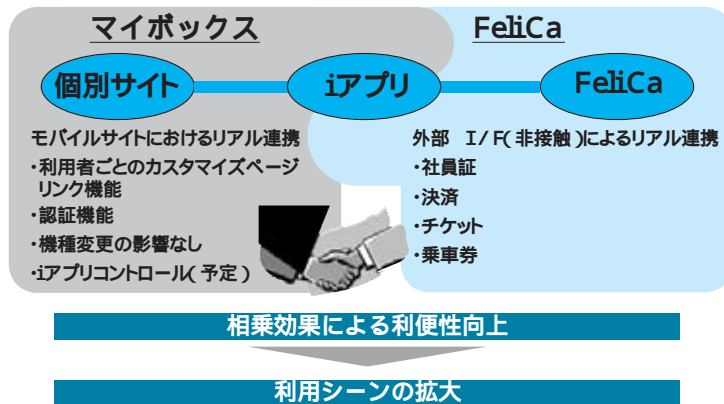 マイボックス
FeliCa
個別サイト
iアプリ
FeliCa
モバイルサイトにおけるリアル連携
・利用者ごとのカスタマイズページ
リンク機能
・認証機能
・機種変更の影響なし
・iアプリコントロール(予定)
外部 I/F(非接触)によるリアル連携
・社員証
・決済
・チケット
・乗車券
相乗効果による利便性向上
利用シーンの拡大